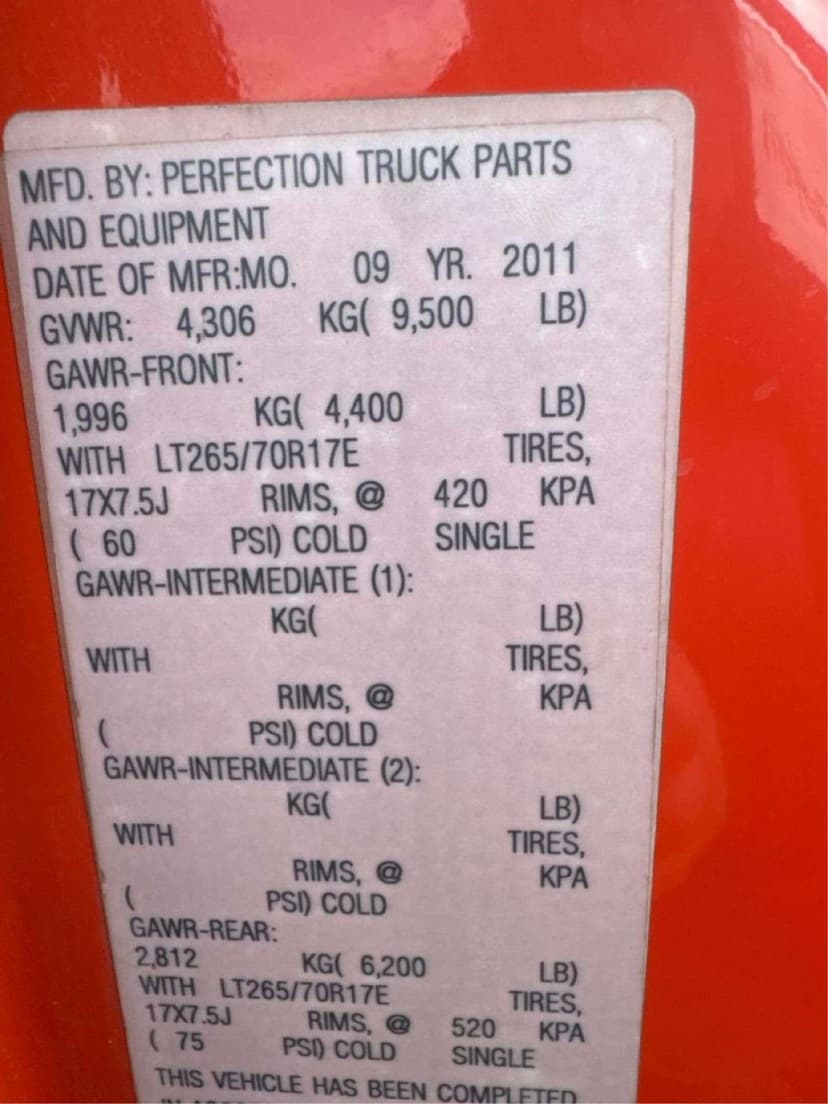 MFD. BY: PERFECTION TRUCK PARTS
AND EQUIPMENT
DATE OF MFR:MO. 09 YR. 2011
GVWR: 4,306 KG( 9,500 LB)
GAWR-FRONT:
1,996 KG( 4,400 LB)
WITH LT265/70R17E TIRES,
17X7.5J RIMS, @ 420 KPA
( 60 PSI) COLD SINGLE
GAWR-INTERMEDIATE (1):
KG( LB)
WITH TIRES,
RIMS, @ KPA
( PSI) COLD
GAWR-INTERMEDIATE (2):
KG( LB)
WITH TIRES,
RIMS, @ KPA
( PSI) COLD
GAWR-REAR:
2,812 KG( 6,200 LB)
WITH LT265/70R17E TIRES,
17X7.5J RIMS, @ 520 KPA
( 75 PSI) COLD SINGLE
THIS VEHICLE HAS BEEN COMPLETED